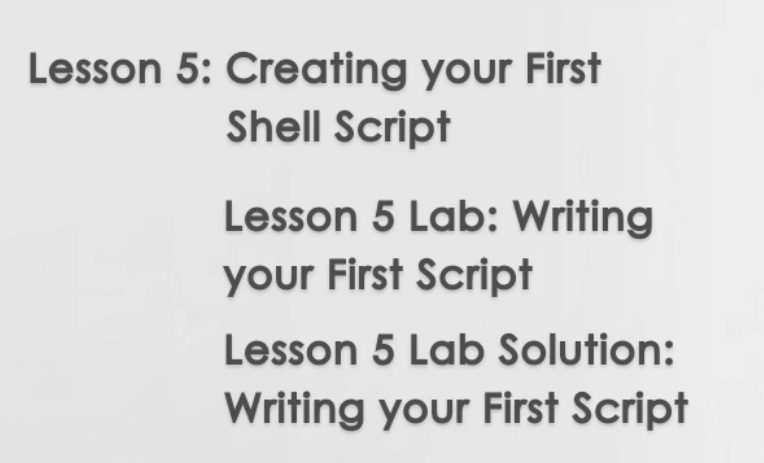 Lesson 5: Creating your First
Shell Script
Lesson 5 Lab: Writing
your First Script
Lesson 5 Lab Solution:
Writing your First Script